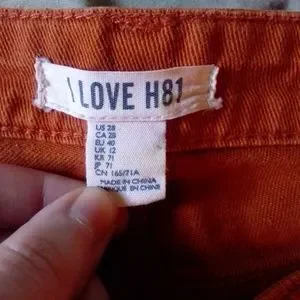 I LOVE H81
US 28
CA 28
EU 40
UK 12
KR 71
JP 71
CN 165/71A
MADE IN CHINA
FABRIQUÉ EN CHINE